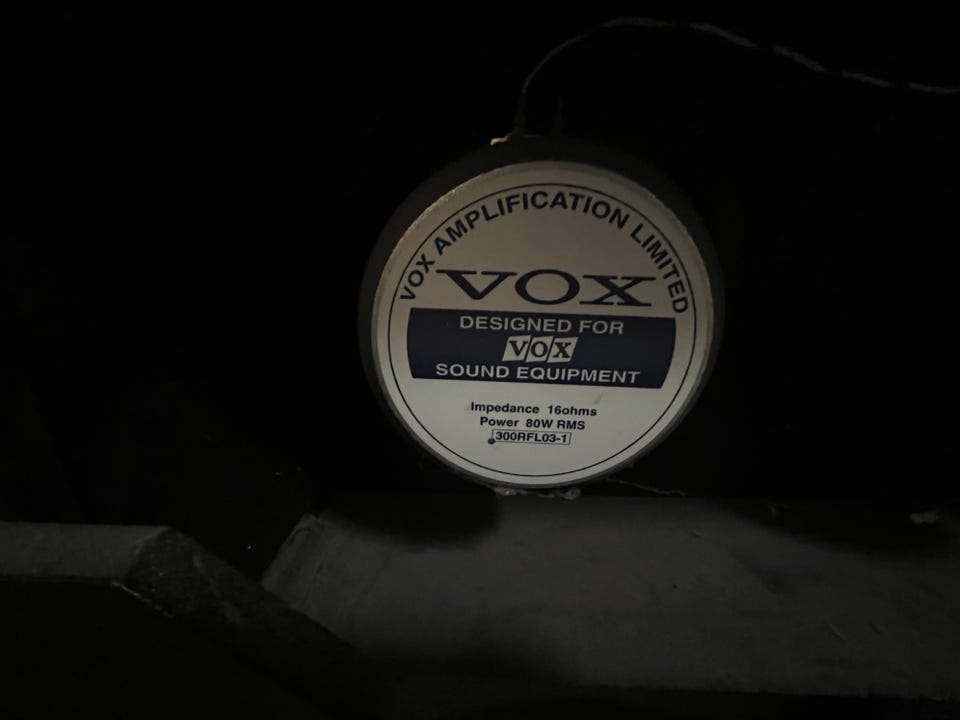 VOX AMPLIFICATION LIMITED
VOX
DESIGNED FOR
VOX
SOUND EQUIPMENT
Impedance 16ohms
Power 80W RMS
300RFL03-1